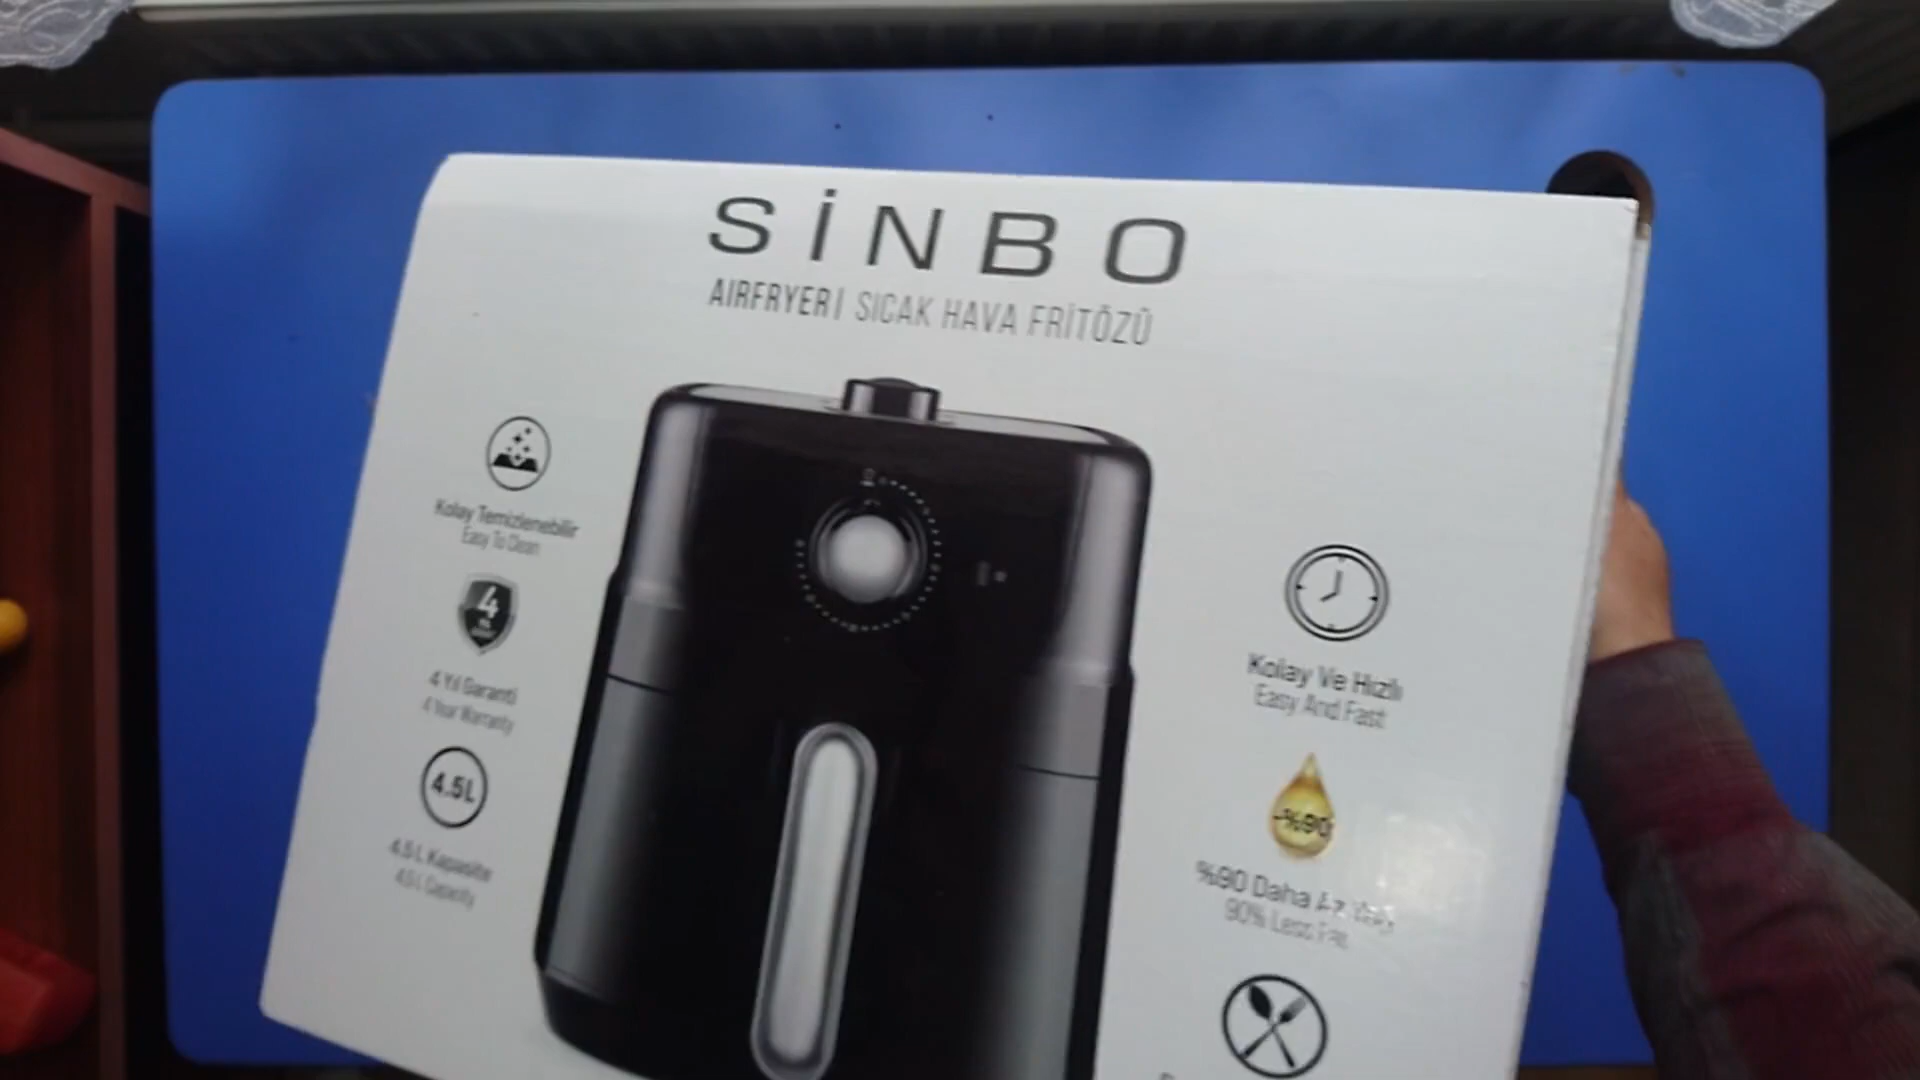 SİNBO
AIRFRYER | SICAK HAVA FRİTÖZÜ
Kolay Temizlenebilir
Easy To Clean
4
4 Yıl Garanti
4 Year Warranty
4.5L
4.5 L Kapasite
4.5 L Capacity
Kolay Ve Hızlı
Easy And Fast
-%90
%90 Daha Az Yağ
90% Less Fat